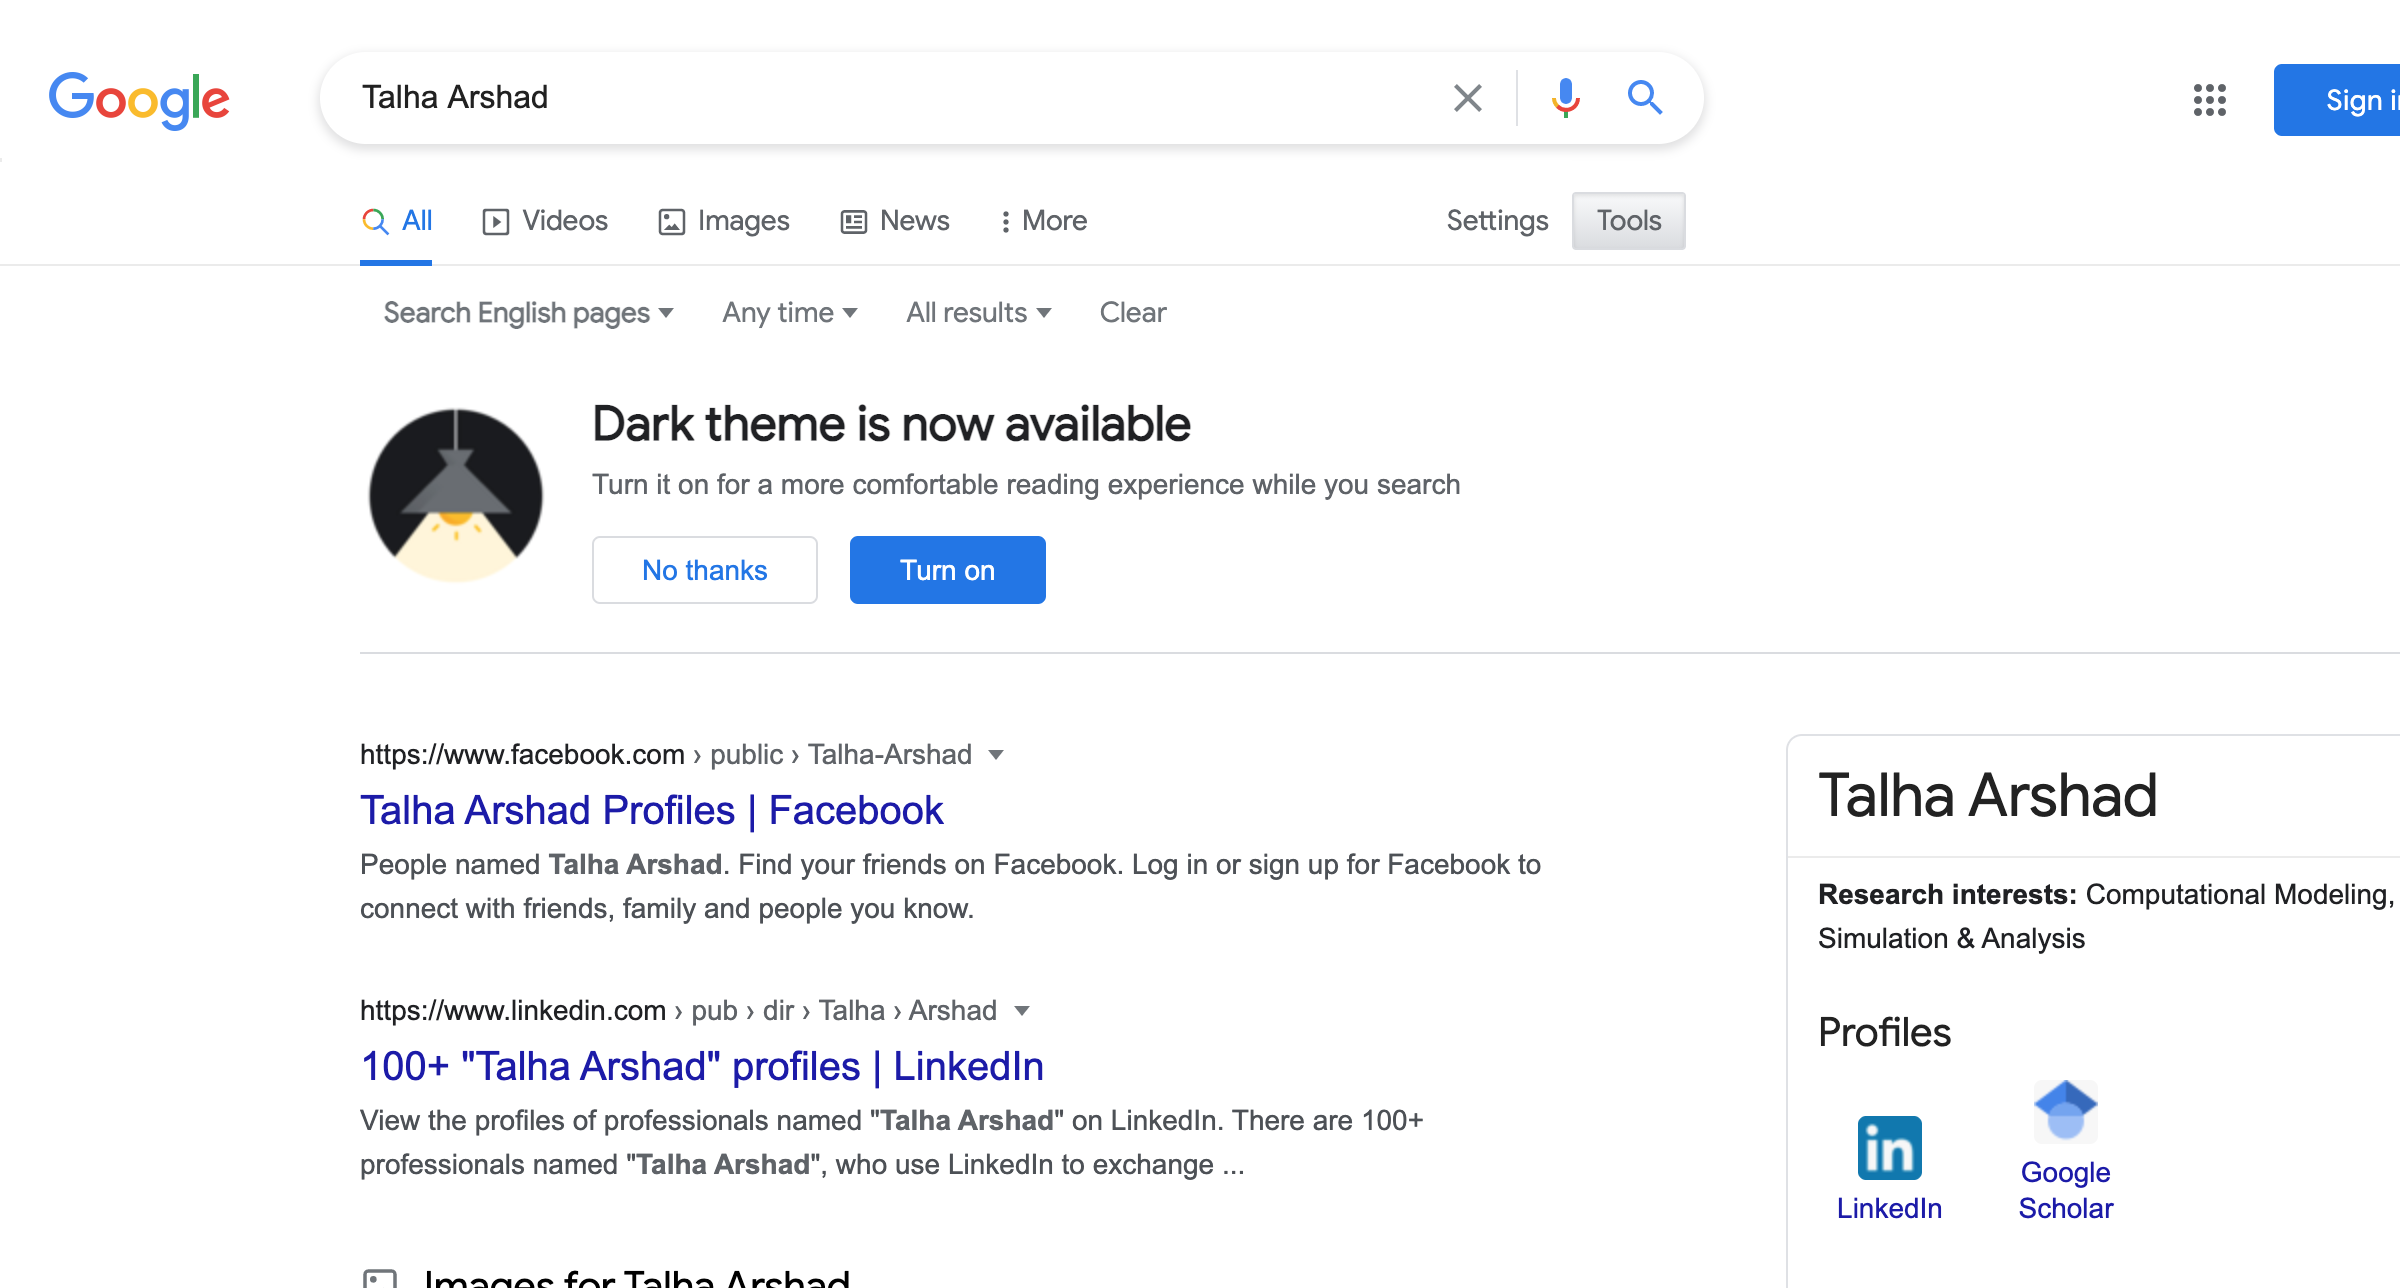 Google
Talha Arshad
Sign i
All
Videos
Images
News
More
Settings
Tools
Search English pages
Any time
All results
Clear
Dark theme is now available
Turn it on for a more comfortable reading experience while you search
No thanks
Turn on
https://www.facebook.com › public › Talha-Arshad
Talha Arshad Profiles | Facebook
People named Talha Arshad. Find your friends on Facebook. Log in or sign up for Facebook to
connect with friends, family and people you know.
https://www.linkedin.com › pub › dir › Talha › Arshad
100+ "Talha Arshad" profiles | LinkedIn
View the profiles of professionals named "Talha Arshad" on LinkedIn. There are 100+
professionals named "Talha Arshad", who use LinkedIn to exchange ...
Images for Talha Arshad
Talha Arshad
Research interests: Computational Modeling,
Simulation & Analysis
Profiles
in
LinkedIn
Google
Scholar